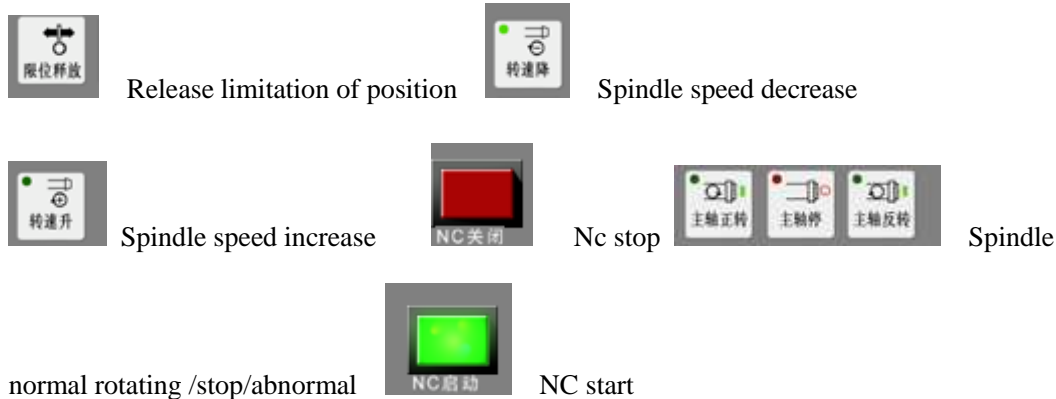 限位释放 Release limitation of position 转速降 Spindle speed decrease
转速升 Spindle speed increase NC关闭 Nc stop 主轴正转 主轴停 主轴反转 Spindle
normal rotating /stop/abnormal NC启动 NC start